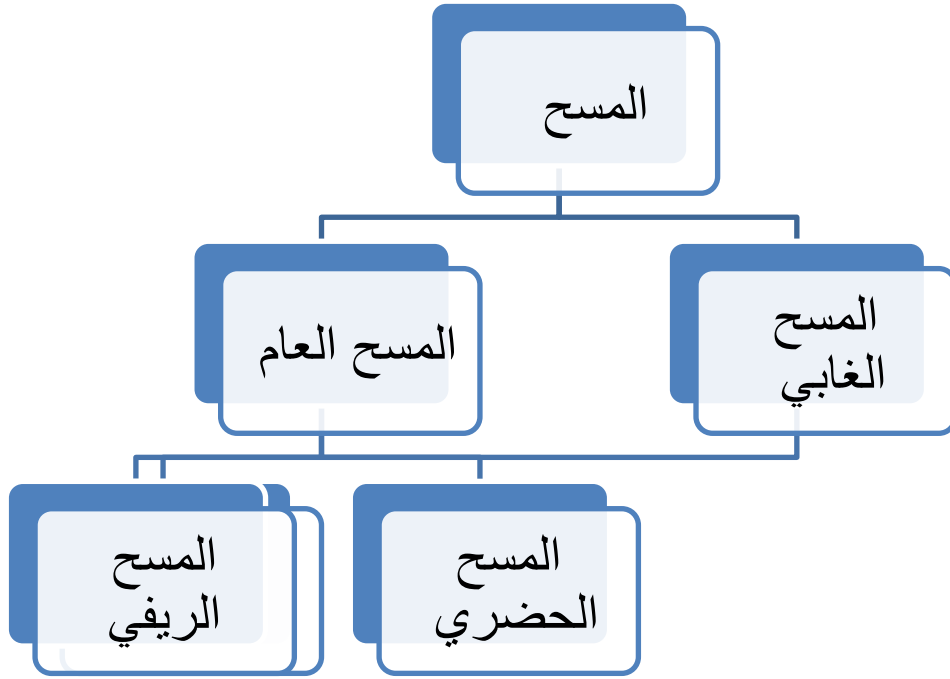 المسح
المسح
الغابي
المسح العام
المسح
الحضري
المسح
الريفي